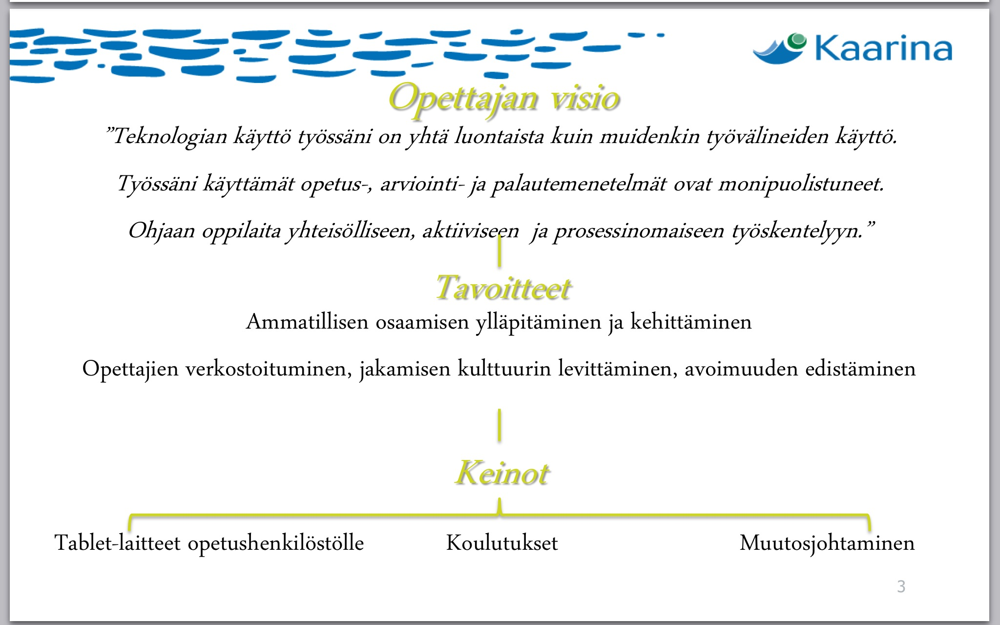 Kaarina
Opettajan visio
”Teknologian käyttö työssäni on yhtä luontaista kuin muidenkin työvälineiden käyttö.
Työssäni käyttämät opetus-, arviointi- ja palautemenetelmät ovat monipuolistuneet.
Ohjaan oppilaita yhteisölliseen, aktiiviseen ja prosessinomaiseen työskentelyyn.”
Tavoitteet
Ammatillisen osaamisen ylläpitäminen ja kehittäminen
Opettajien verkostoituminen, jakamisen kulttuurin levittäminen, avoimuuden edistäminen
Keinot
Tablet-laitteet opetushenkilöstölle Koulutukset Muutosjohtaminen
3